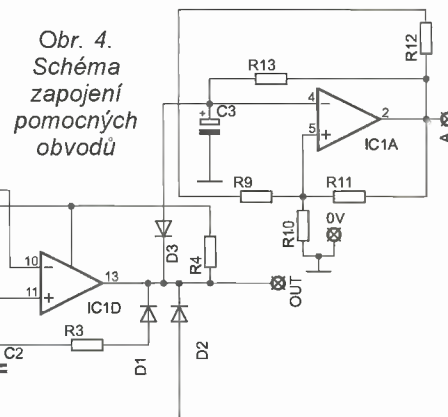 Obr. 4.
Schéma
zapojení
pomocných
obvodů
R12
R13
C3
+
4
−
5
+
2
IC1A
A
R9
R11
R10
0V
D3
R4
10
−
11
+
13
IC1D
OUT
R3
C2
D1
D2